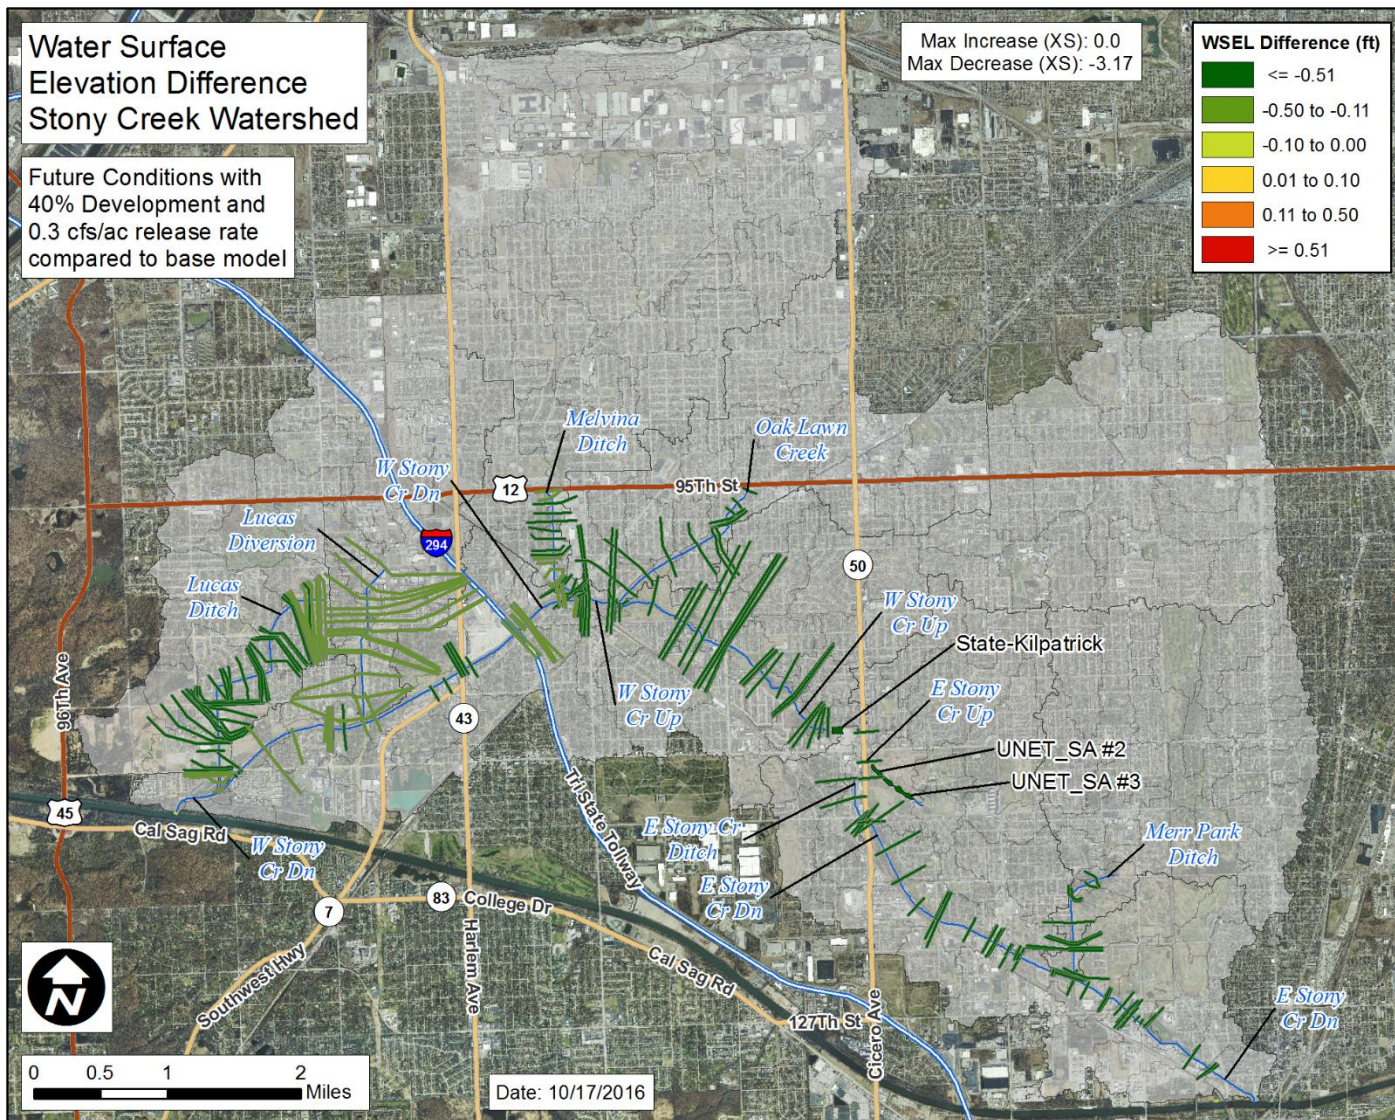 Water Surface
Elevation Difference
Stony Creek Watershed
Future Conditions with
40% Development and
0.3 cfs/ac release rate
compared to base model
Max Increase (XS): 0.0
Max Decrease (XS): -3.17
WSEL Difference (ft)
<= -0.51
-0.50 to -0.11
-0.10 to 0.00
0.01 to 0.10
0.11 to 0.50
>= 0.51
Melvina
Ditch
Oak Lawn
Creek
W Stony
Cr Dn
12
95Th St
Lucas
Diversion
294
50
Lucas
Ditch
W Stony
Cr Up
State-Kilpatrick
96Th Ave
W Stony
Cr Up
E Stony
Cr Up
43
UNET_SA #2
UNET_SA #3
Tri State Tollway
45
Cal Sag Rd
W Stony
Cr Dn
E Stony Cr
Ditch
Merr Park
Ditch
E Stony
Cr Dn
7
83
College Dr
Harlem Ave
Southwest Hwy
Cal Sag Rd
127Th St
Cicero Ave
E Stony
Cr Dn
N
0 0.5 1 2
Miles
Date: 10/17/2016